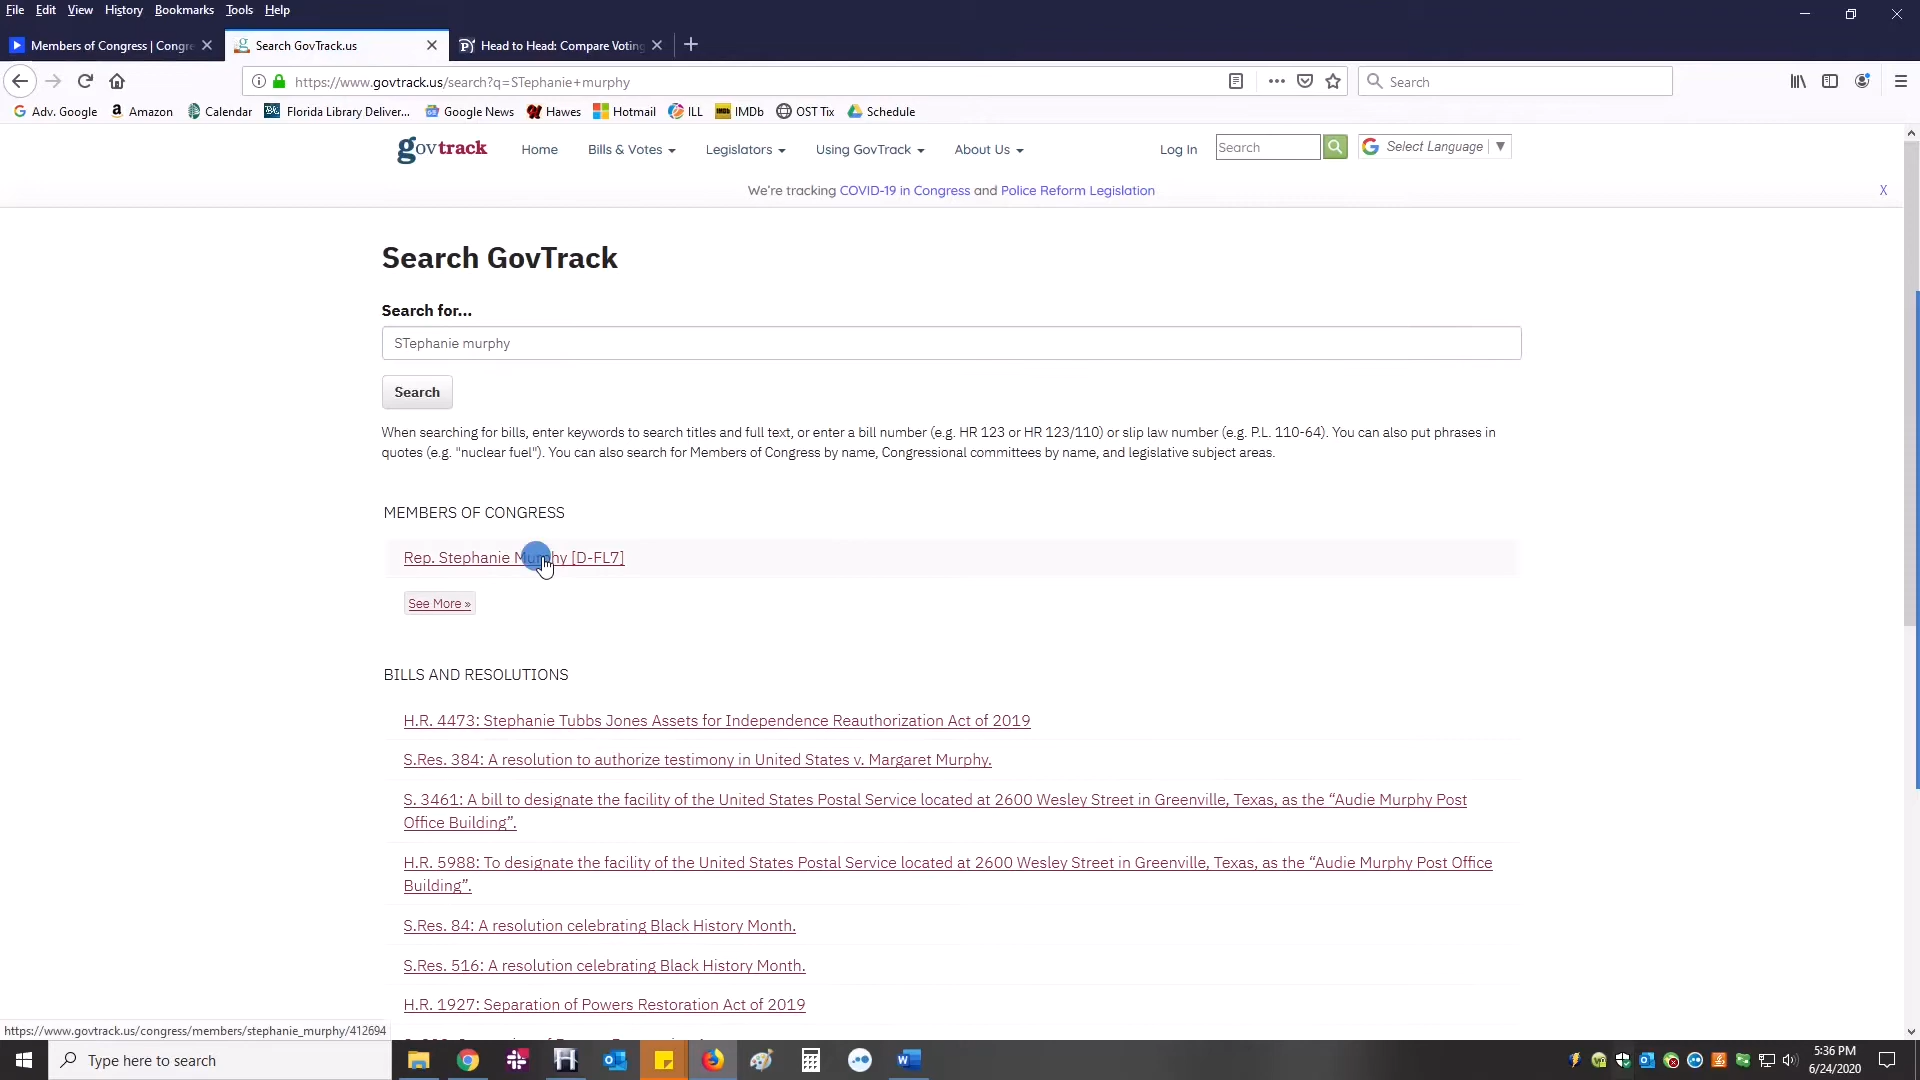 File Edit View History Bookmarks Tools Help
Members of Congress | Congre
Search GovTrack.us
Head to Head: Compare Voting
https://www.govtrack.us/search?q=STephanie+murphy
Search
Adv. Google
Amazon
Calendar
Florida Library Deliver...
Google News
Hawes
Hotmail
ILL
IMDb
OST Tix
Schedule
govtrack
Home
Bills & Votes
Legislators
Using GovTrack
About Us
Log In
Search
Select Language
We're tracking COVID-19 in Congress and Police Reform Legislation
X
Search GovTrack
Search for...
STephanie murphy
Search
When searching for bills, enter keywords to search titles and full text, or enter a bill number (e.g. HR 123 or HR 123/110) or slip law number (e.g. P.L. 110-64). You can also put phrases in
quotes (e.g. "nuclear fuel"). You can also search for Members of Congress by name, Congressional committees by name, and legislative subject areas.
MEMBERS OF CONGRESS
Rep. Stephanie Murphy [D-FL7]
See More »
BILLS AND RESOLUTIONS
H.R. 4473: Stephanie Tubbs Jones Assets for Independence Reauthorization Act of 2019
S.Res. 384: A resolution to authorize testimony in United States v. Margaret Murphy.
S. 3461: A bill to designate the facility of the United States Postal Service located at 2600 Wesley Street in Greenville, Texas, as the “Audie Murphy Post
Office Building”.
H.R. 5988: To designate the facility of the United States Postal Service located at 2600 Wesley Street in Greenville, Texas, as the “Audie Murphy Post Office
Building”.
S.Res. 84: A resolution celebrating Black History Month.
S.Res. 516: A resolution celebrating Black History Month.
H.R. 1927: Separation of Powers Restoration Act of 2019
https://www.govtrack.us/congress/members/stephanie_murphy/412694
Type here to search
5:36 PM
6/24/2020